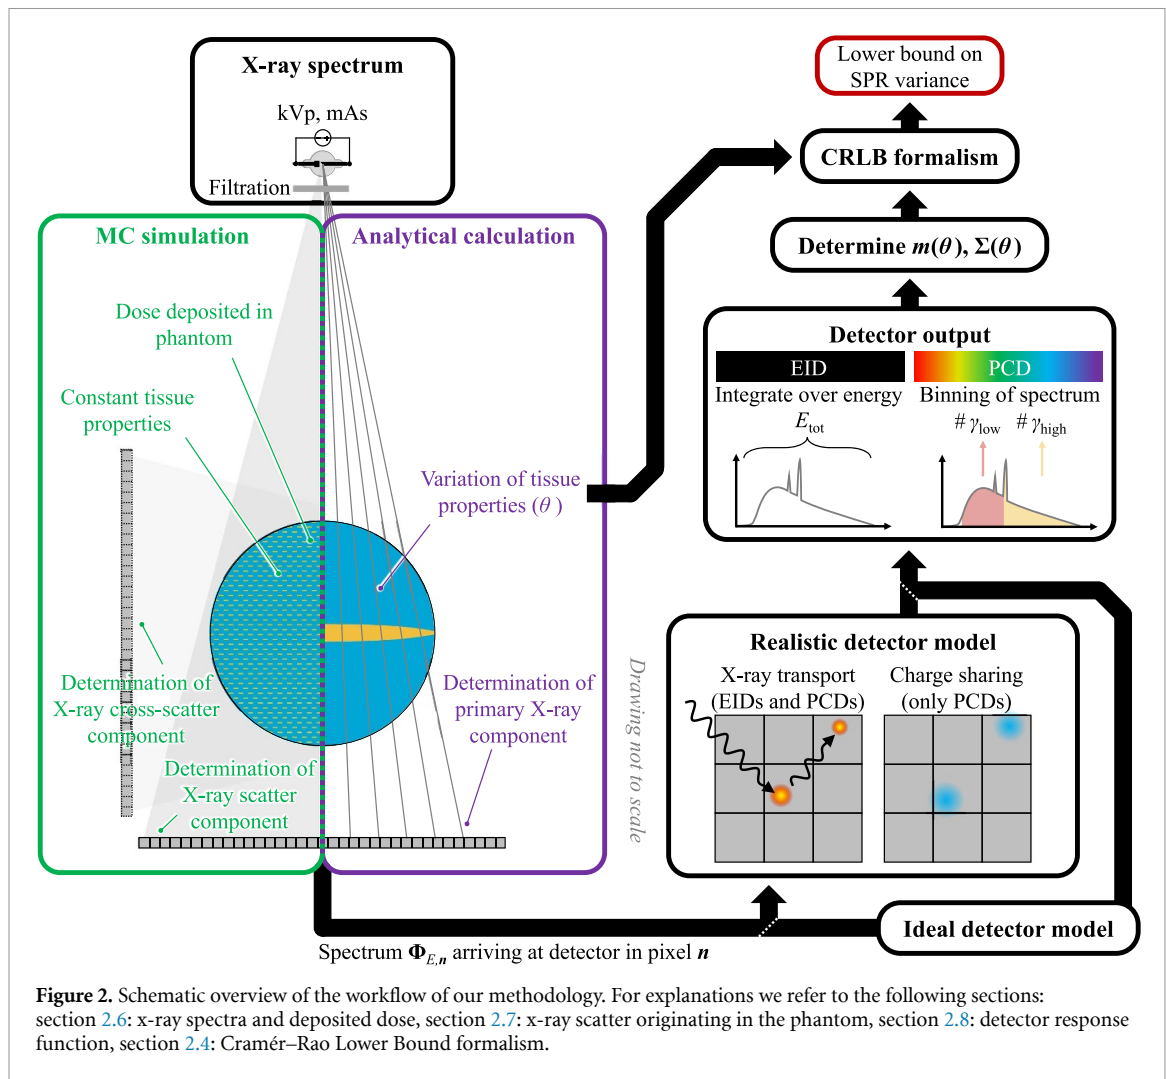 X-ray spectrum
kVp, mAs
Filtration
MC simulation
Analytical calculation
Dose deposited in
phantom
Constant tissue
properties
Variation of tissue
properties (θ )
Determination of
X-ray cross-scatter
component
Determination of
X-ray scatter
component
Determination of
primary X-ray
component
Drawing not to scale
Lower bound on
SPR variance
CRLB formalism
Determine m(θ), Σ(θ)
Detector output
EID
PCD
Integrate over energy
Binning of spectrum
E_tot
# γ_low
# γ_high
Realistic detector model
X-ray transport
(EIDs and PCDs)
Charge sharing
(only PCDs)
Ideal detector model
Spectrum Φ_E,n arriving at detector in pixel n
Figure 2. Schematic overview of the workflow of our methodology. For explanations we refer to the following sections:
section 2.6: x-ray spectra and deposited dose, section 2.7: x-ray scatter originating in the phantom, section 2.8: detector response
function, section 2.4: Cramér–Rao Lower Bound formalism.